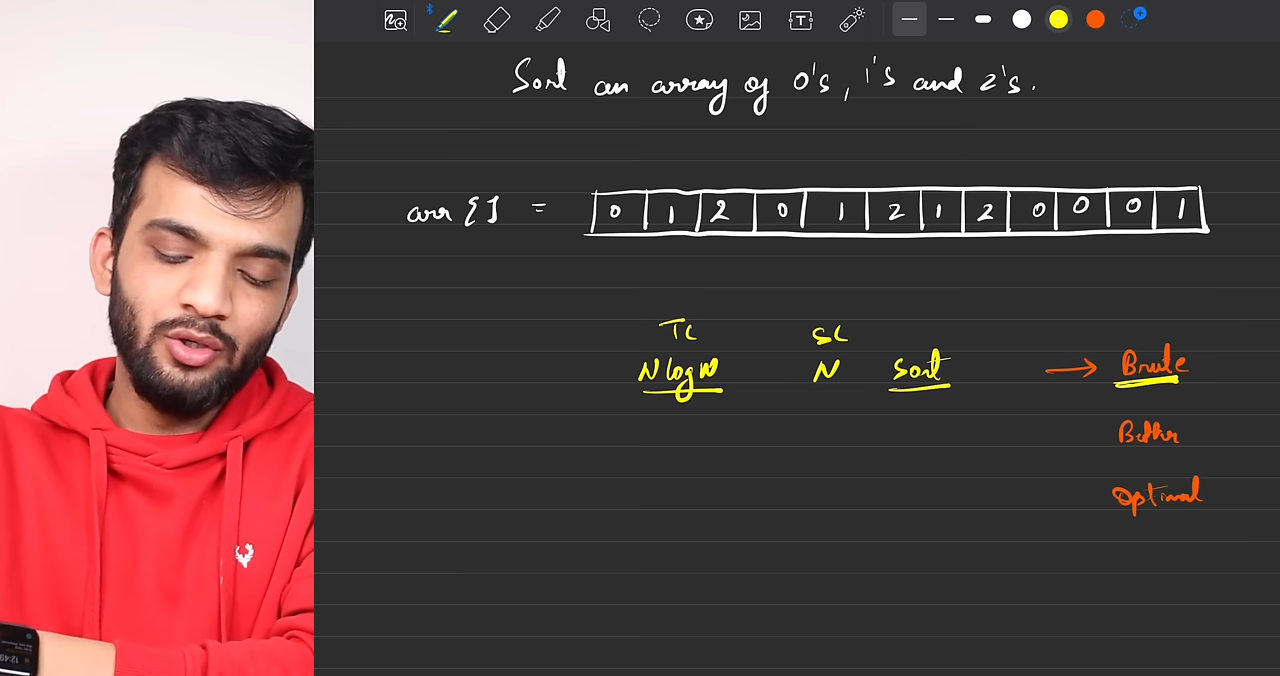 Sort an array of 0's, 1's and 2's.
arr [] = 0 1 2 0 1 2 1 2 0 0 0 1
TC SC
N log N N Sort → Brute
Better
Optimal